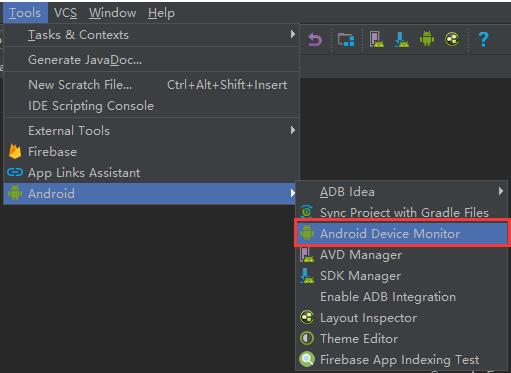 Tools VCS Window Help
Tasks & Contexts
Generate JavaDoc...
New Scratch File... Ctrl+Alt+Shift+Insert
IDE Scripting Console
External Tools
Firebase
App Links Assistant
Android
ADB Idea
Sync Project with Gradle Files
Android Device Monitor
AVD Manager
SDK Manager
Enable ADB Integration
Layout Inspector
Theme Editor
Firebase App Indexing Test